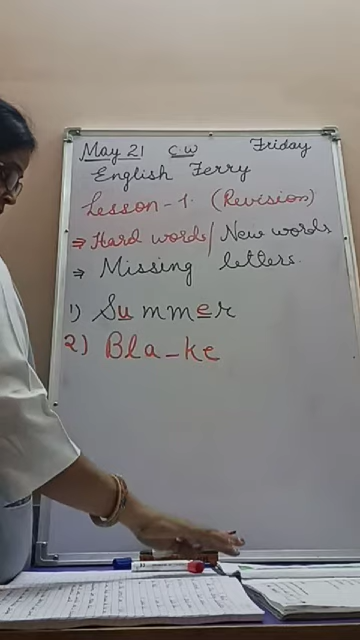 May 21 C.W Friday
English Ferry
Lesson - 1. (Revision)
⇒ Hard words / New words
⇒ Missing letters.
1) Summer
2) Bla_ke